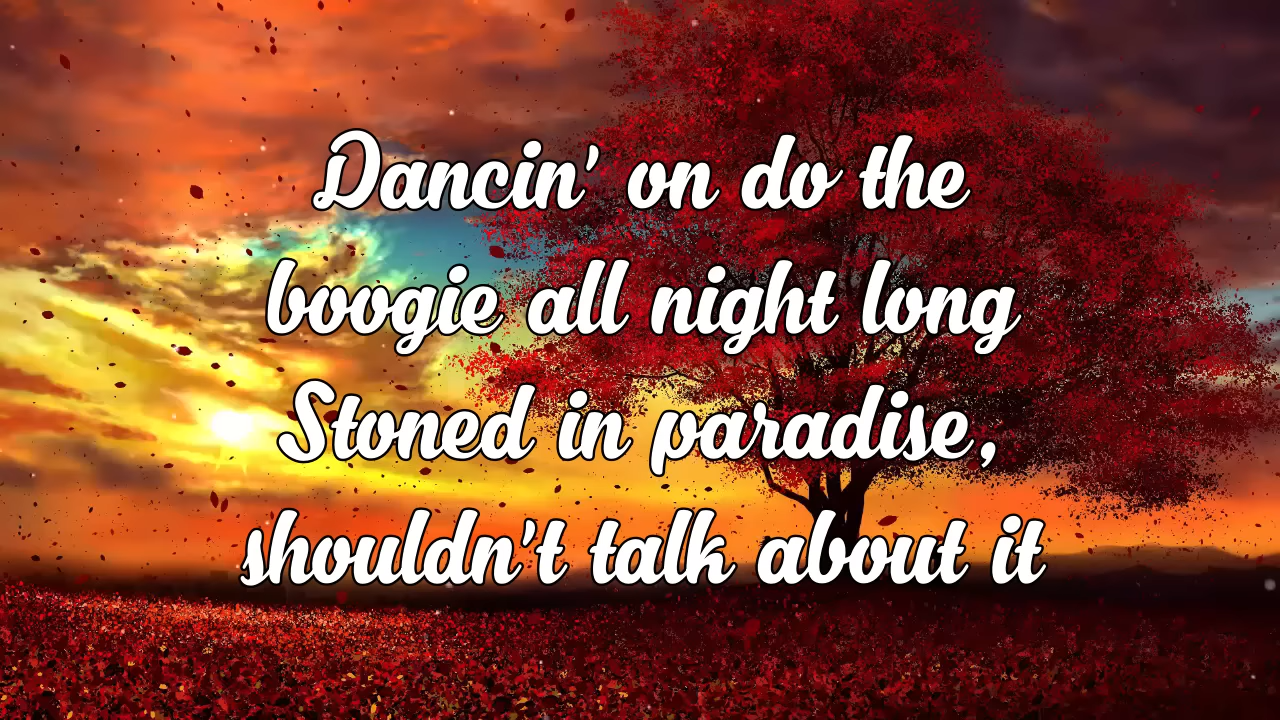 Dancin' on do the
boogie all night long
Stoned in paradise,
shouldn't talk about it